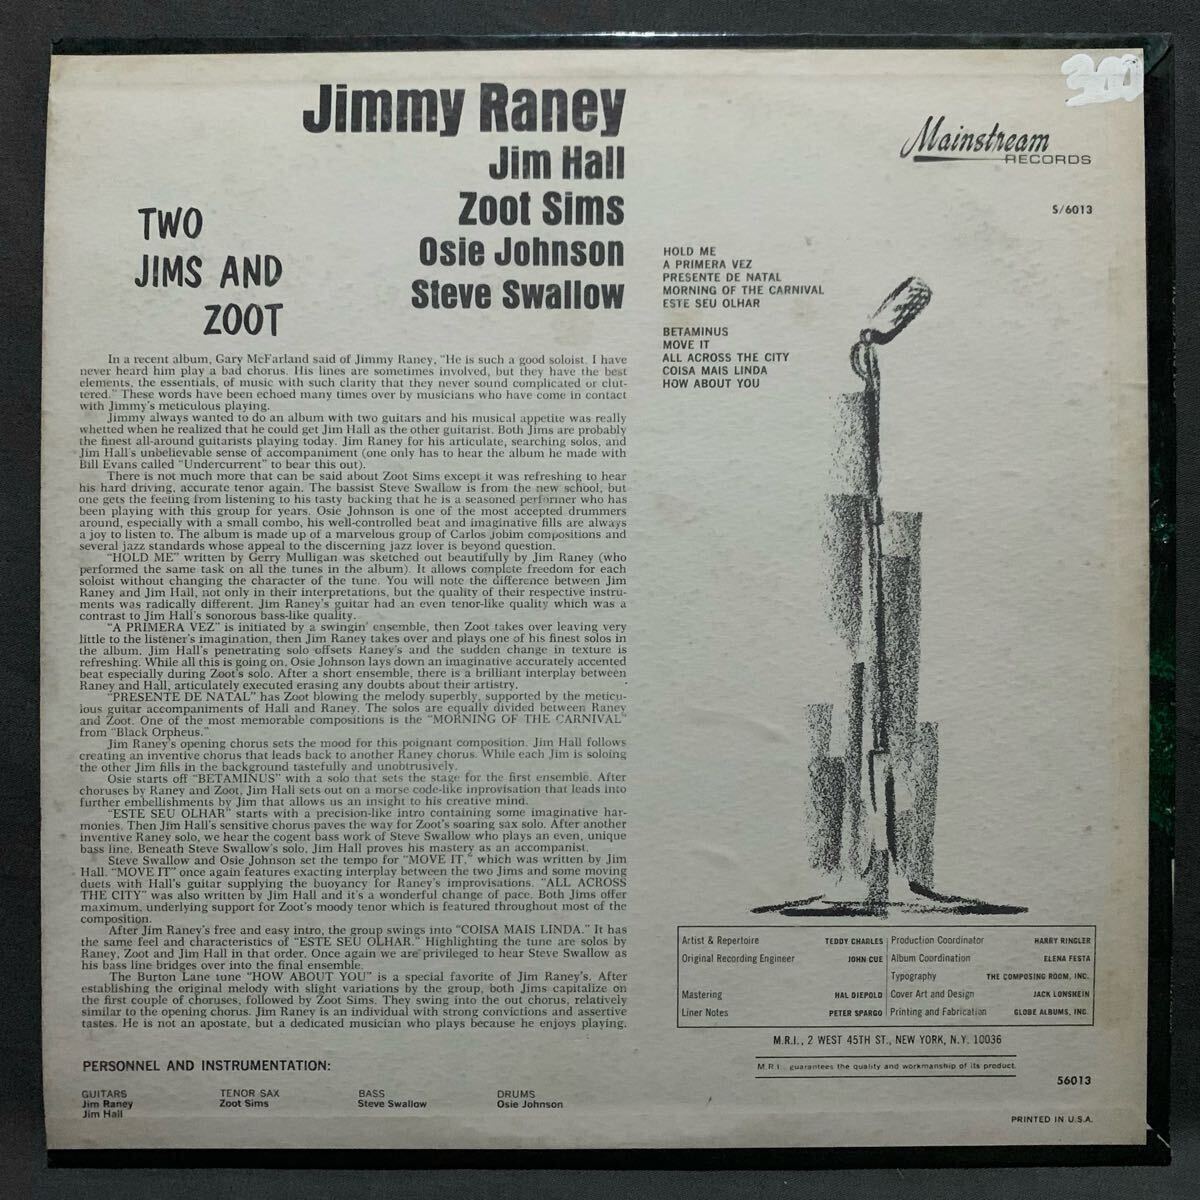 Jimmy Raney
Jim Hall
Zoot Sims
Osie Johnson
Steve Swallow
TWO
JIMS AND
ZOOT
Mainstream
RECORDS
S/6013
HOLD ME
A PRIMERA VEZ
PRESENTE DE NATAL
MORNING OF THE CARNIVAL
ESTE SEU OLHAR
BETAMINUS
MOVE IT
ALL ACROSS THE CITY
COISA MAIS LINDA
HOW ABOUT YOU
In a recent album, Gary McFarland said of Jimmy Raney, "He is such a good soloist. I have
never heard him play a bad chorus. His lines are sometimes involved, but they have the best
elements, the essentials, of music with such clarity that they never sound complicated or clut-
tered." These words have been echoed many times over by musicians who have come in contact
with Jimmy's meticulous playing.
Jimmy always wanted to do an album with two guitars and his musical appetite was really
whetted when he realized that he could get Jim Hall as the other guitarist. Both Jims are probably
the finest all-around guitarists playing today. Jim Raney for his articulate, searching solos, and
Jim Hall's unbelievable sense of accompaniment (one only has to hear the album he made with
Bill Evans called "Undercurrent" to bear this out).
There is not much more that can be said about Zoot Sims except it was refreshing to hear
his hard driving, accurate tenor again. The bassist Steve Swallow is from the new school, but
one gets the feeling from listening to his tasty backing that he is a seasoned performer who has
been playing with this group for years. Osie Johnson is one of the most accepted drummers
around, especially with a small combo, his well-controlled beat and imaginative fills are always
a joy to listen to. The album is made up of a marvelous group of Carlos Jobim compositions and
several jazz standards whose appeal to the discerning jazz lover is beyond question.
"HOLD ME" written by Gerry Mulligan was sketched out beautifully by Jim Raney (who
performed the same task on all the tunes in the album). It allows complete freedom for each
soloist without changing the character of the tune. You will note the difference between Jim
Raney and Jim Hall, not only in their interpretations, but the quality of their respective instru-
ments was radically different. Jim Raney's guitar had an even tenor-like quality which was a
contrast to Jim Hall's sonorous bass-like quality.
"A PRIMERA VEZ" is initiated by a swingin' ensemble, then Zoot takes over leaving very
little to the listener's imagination, then Jim Raney takes over and plays one of his finest solos in
the album. Jim Hall's penetrating solo offsets Raney's and the sudden change in texture is
refreshing. While all this is going on, Osie Johnson lays down an imaginative accurately accented
beat especially during Zoot's solo. After a short ensemble, there is a brilliant interplay between
Raney and Hall, articulately executed erasing any doubts about their artistry.
"PRESENTE DE NATAL" has Zoot blowing the melody superbly, supported by the meticu-
lous guitar accompaniments of Hall and Raney. The solos are equally divided between Raney
and Zoot. One of the most memorable compositions is the "MORNING OF THE CARNIVAL"
from "Black Orpheus."
Jim Raney's opening chorus sets the mood for this poignant composition. Jim Hall follows
creating an inventive chorus that leads back to another Raney chorus. While each Jim is soloing
the other Jim fills in the background tastefully and unobtrusively.
Osie starts off "BETAMINUS" with a solo that sets the stage for the first ensemble. After
choruses by Raney and Zoot, Jim Hall sets out on a morse code-like inprovisation that leads into
further embellishments by Jim that allows us an insight to his creative mind.
"ESTE SEU OLHAR" starts with a precision-like intro containing some imaginative har-
monies. Then Jim Hall's sensitive chorus paves the way for Zoot's soaring sax solo. After another
inventive Raney solo, we hear the cogent bass work of Steve Swallow who plays an even, unique
bass line. Beneath Steve Swallow's solo, Jim Hall proves his mastery as an accompanist.
Steve Swallow and Osie Johnson set the tempo for "MOVE IT," which was written by Jim
Hall. "MOVE IT" once again features exacting interplay between the two Jims and some moving
duets with Hall's guitar supplying the buoyancy for Raney's improvisations. "ALL ACROSS
THE CITY" was also written by Jim Hall and it's a wonderful change of pace. Both Jims offer
maximum, underlying support for Zoot's moody tenor which is featured throughout most of the
composition.
After Jim Raney's free and easy intro, the group swings into "COISA MAIS LINDA." It has
the same feel and characteristics of "ESTE SEU OLHAR." Highlighting the tune are solos by
Raney, Zoot and Jim Hall in that order. Once again we are privileged to hear Steve Swallow as
his bass line bridges over into the final ensemble.
The Burton Lane tune "HOW ABOUT YOU" is a special favorite of Jim Raney's. After
establishing the original melody with slight variations by the group, both Jims capitalize on
the first couple of choruses, followed by Zoot Sims. They swing into the out chorus, relatively
similar to the opening chorus. Jim Raney is an individual with strong convictions and assertive
tastes. He is not an apostate, but a dedicated musician who plays because he enjoys playing.
PERSONNEL AND INSTRUMENTATION:
GUITARS
Jim Raney
Jim Hall
TENOR SAX
Zoot Sims
BASS
Steve Swallow
DRUMS
Osie Johnson
Artist & Repertoire TEDDY CHARLES
Original Recording Engineer JOHN CUE
Mastering HAL DIEPOLD
Liner Notes PETER SPARGO
Production Coordinator HARRY RINGLER
Album Coordination ELENA FESTA
Typography THE COMPOSING ROOM, INC.
Cover Art and Design JACK LONSHEIN
Printing and Fabrication GLOBE ALBUMS, INC.
M.R.I., 2 WEST 45TH ST., NEW YORK, N.Y. 10036
M.R.I. guarantees the quality and workmanship of its product.
56013
PRINTED IN U.S.A.